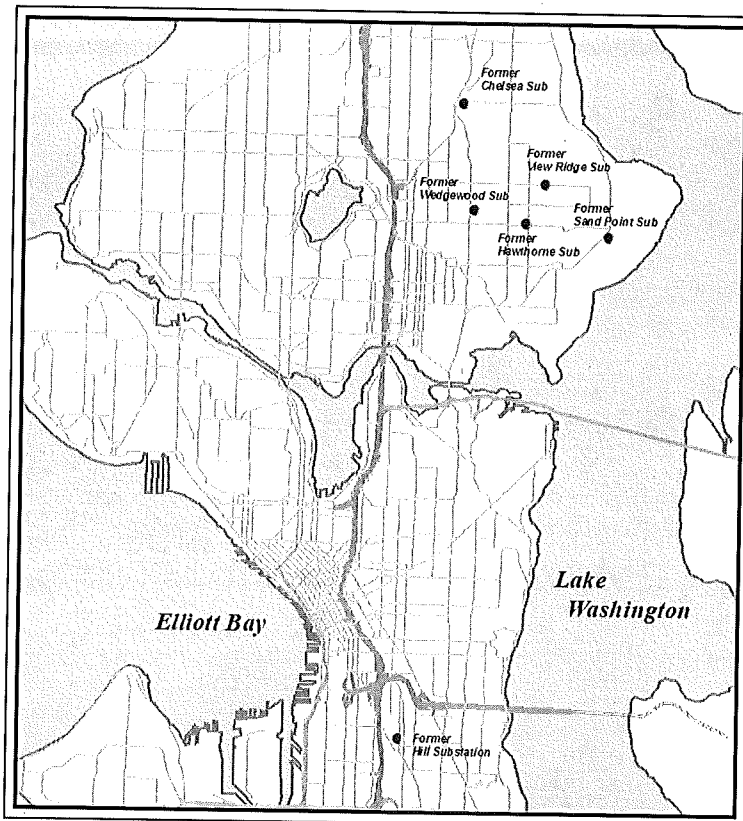 Former
Chelsea Sub
Former
View Ridge Sub
Former
Wedgewood Sub
Former
Sand Point Sub
Former
Hawthorne Sub
Lake
Washington
Elliott Bay
Former
Hill Substation